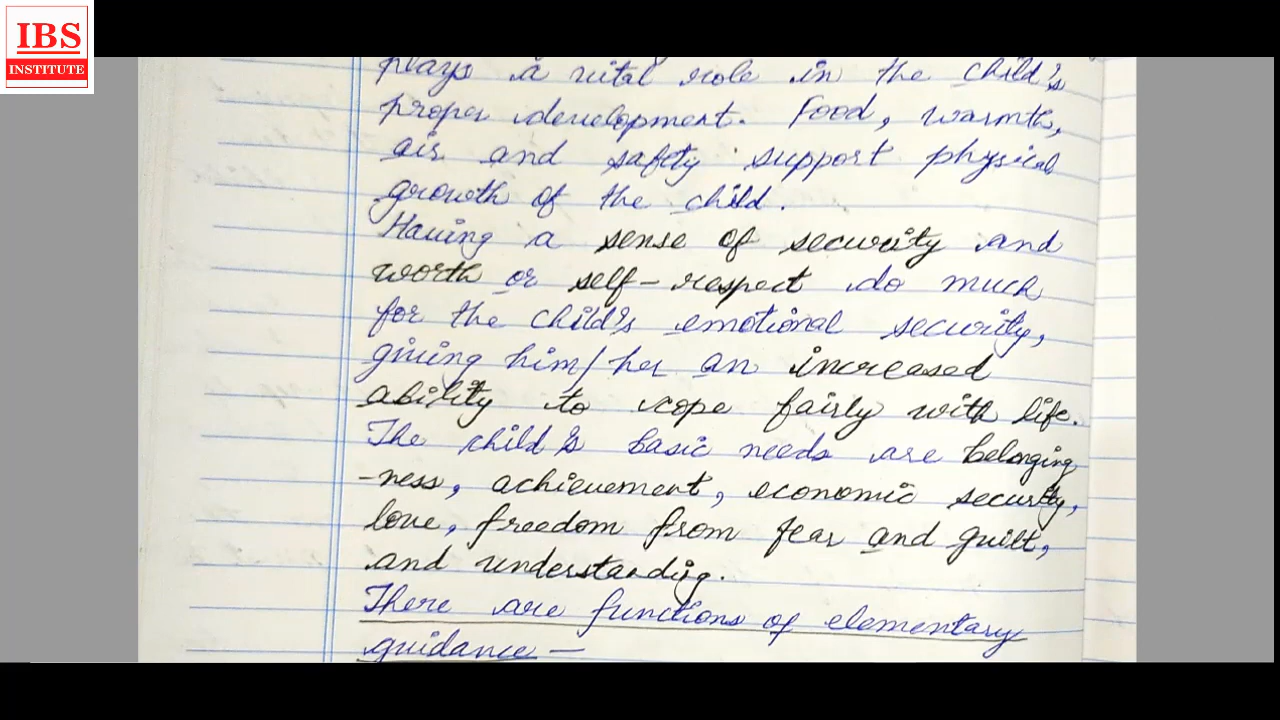 IBS
INSTITUTE
plays a vital role in the child's
proper development. Food, warmth,
air and safety support physical
growth of the child.
Having a sense of security and
worth or self-respect do much
for the child's emotional security,
giving him/her an increased
ability to cope fairly with life.
The child's basic needs are belonging
-ness, achievement, economic security,
love, freedom from fear and guilt,
and understandig.
There are functions of elementary
guidance —